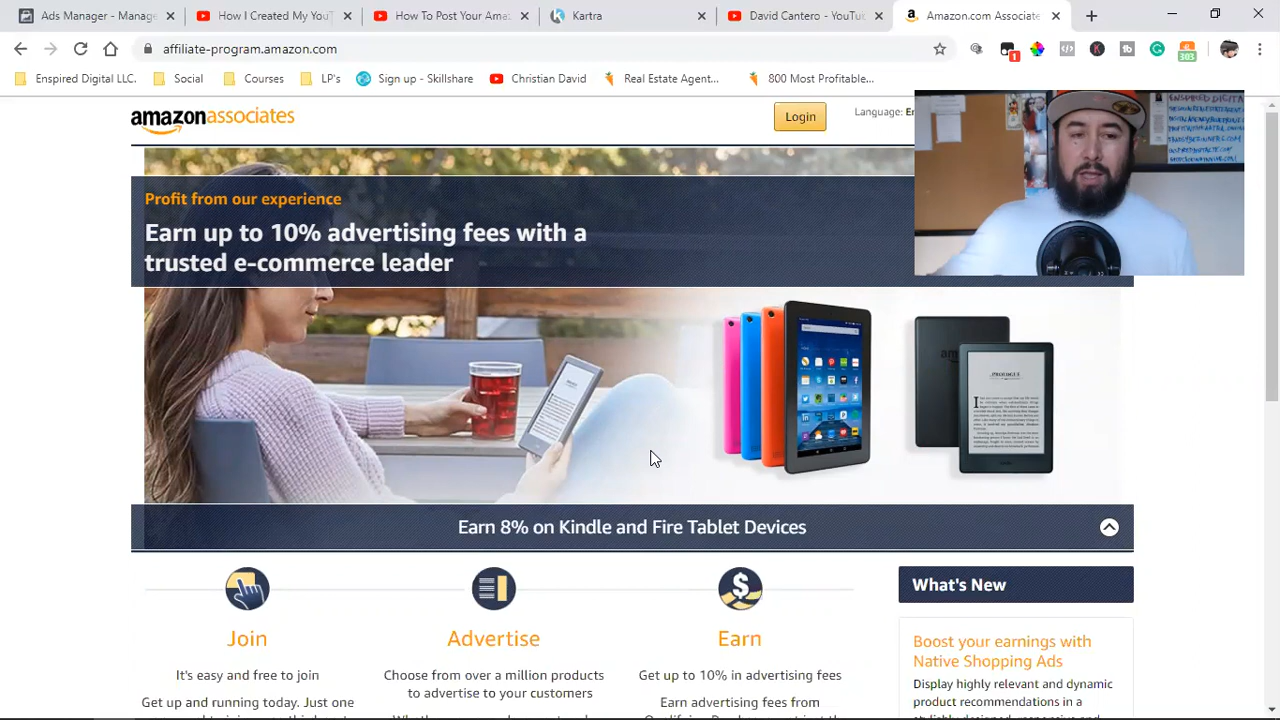 Ads Manager - Manage
How I Created My YouT
How To Post Your Ama
Kartra
David Cantero - YouTu
Amazon.com Associate
affiliate-program.amazon.com
1
303
Enspired Digital LLC.
Social
Courses
LP's
Sign up - Skillshare
Christian David
Real Estate Agent...
800 Most Profitable...
amazonassociates
Login
Language: En
Profit from our experience
Earn up to 10% advertising fees with a
trusted e-commerce leader
PROLOGUE
Earn 8% on Kindle and Fire Tablet Devices
Join
Advertise
Earn
What's New
It's easy and free to join
Choose from over a million products
to advertise to your customers
Get up to 10% in advertising fees
Boost your earnings with
Native Shopping Ads
Get up and running today. Just one
Earn advertising fees from
Display highly relevant and dynamic
product recommendations in a